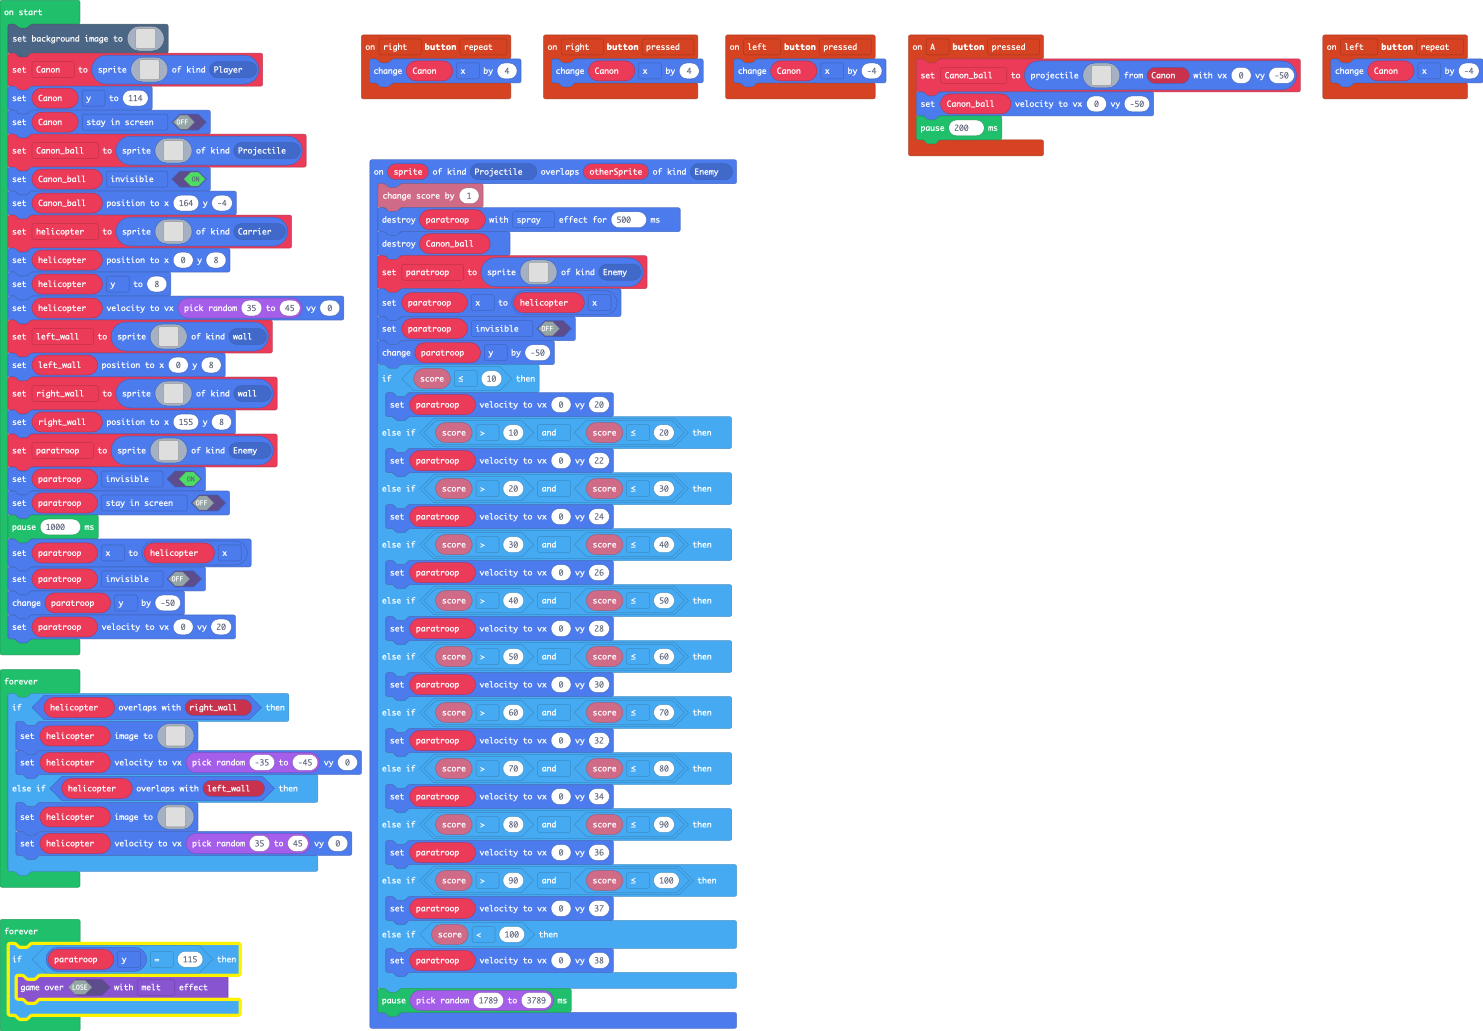 on start
set background image to
set Canon to sprite of kind Player
set Canon y to 114
set Canon stay in screen OFF
set Canon_ball to sprite of kind Projectile
set Canon_ball invisible ON
set Canon_ball position to x 164 y -4
set helicopter to sprite of kind Carrier
set helicopter position to x 0 y 8
set helicopter y to 8
set helicopter velocity to vx pick random 35 to 45 vy 0
set left_wall to sprite of kind wall
set left_wall position to x 0 y 8
set right_wall to sprite of kind wall
set right_wall position to x 155 y 8
set paratroop to sprite of kind Enemy
set paratroop invisible ON
set paratroop stay in screen OFF
pause 1000 ms
set paratroop x to helicopter x
set paratroop invisible OFF
change paratroop y by -50
set paratroop velocity to vx 0 vy 20
forever
if helicopter overlaps with right_wall then
set helicopter image to
set helicopter velocity to vx pick random -35 to -45 vy 0
else if helicopter overlaps with left_wall then
set helicopter image to
set helicopter velocity to vx pick random 35 to 45 vy 0
forever
if paratroop y = 115 then
game over LOSE with melt effect
on right button repeat
change Canon x by 4
on right button pressed
change Canon x by 4
on left button pressed
change Canon x by -4
on A button pressed
set Canon_ball to projectile from Canon with vx 0 vy -50
set Canon_ball velocity to vx 0 vy -50
pause 200 ms
on left button repeat
change Canon x by -4
on sprite of kind Projectile overlaps otherSprite of kind Enemy
change score by 1
destroy paratroop with spray effect for 500 ms
destroy Canon_ball
set paratroop to sprite of kind Enemy
set paratroop x to helicopter x
set paratroop invisible OFF
change paratroop y by -50
if score ≤ 10 then
set paratroop velocity to vx 0 vy 20
else if score > 10 and score ≤ 20 then
set paratroop velocity to vx 0 vy 22
else if score > 20 and score ≤ 30 then
set paratroop velocity to vx 0 vy 24
else if score > 30 and score ≤ 40 then
set paratroop velocity to vx 0 vy 26
else if score > 40 and score ≤ 50 then
set paratroop velocity to vx 0 vy 28
else if score > 50 and score ≤ 60 then
set paratroop velocity to vx 0 vy 30
else if score > 60 and score ≤ 70 then
set paratroop velocity to vx 0 vy 32
else if score > 70 and score ≤ 80 then
set paratroop velocity to vx 0 vy 34
else if score > 80 and score ≤ 90 then
set paratroop velocity to vx 0 vy 36
else if score > 90 and score ≤ 100 then
set paratroop velocity to vx 0 vy 37
else if score < 100 then
set paratroop velocity to vx 0 vy 38
pause pick random 1789 to 3789 ms